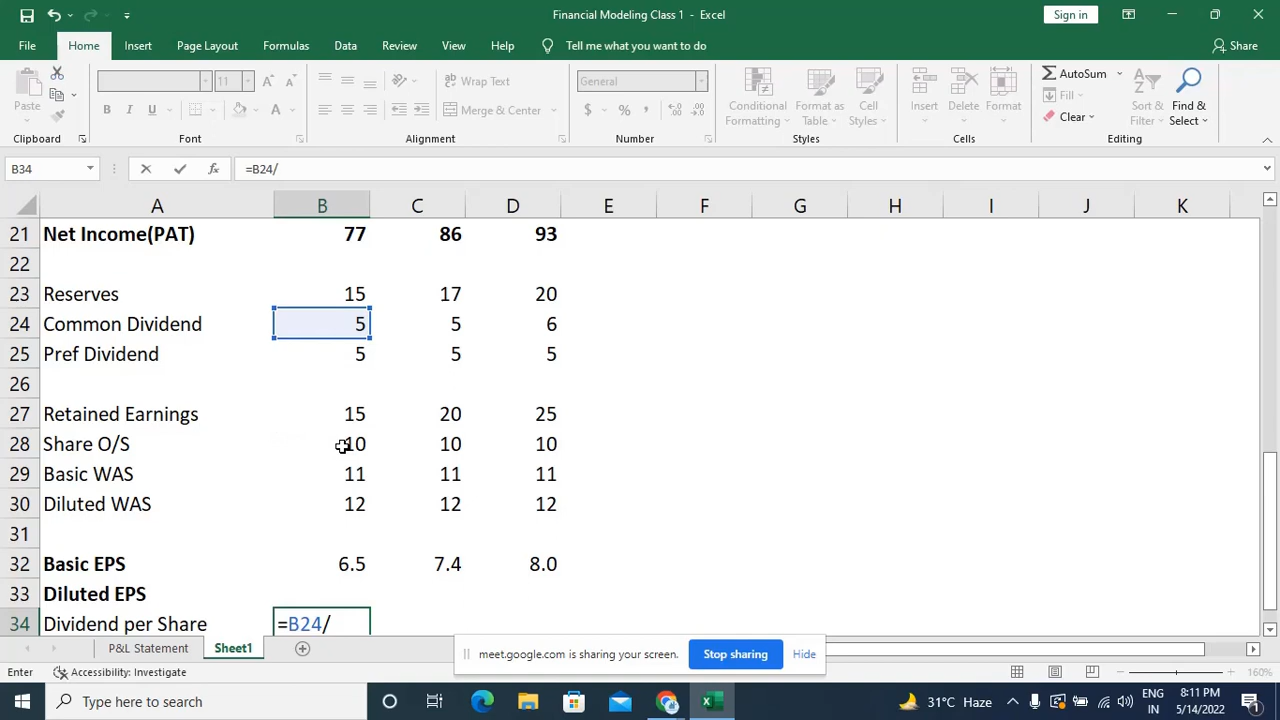 Financial Modeling Class 1 - Excel
Sign in
File Home Insert Page Layout Formulas Data Review View Help Tell me what you want to do Share
Paste
11
B I U A
Wrap Text
Merge & Center
General
$ % ,
Conditional Formatting
Format as Table
Cell Styles
Insert
Delete
Format
AutoSum
Fill
Clear
Sort & Filter
Find & Select
Clipboard Font Alignment Number Styles Cells Editing
B34 fx =B24/
A B C D E F G H I J K
21 Net Income(PAT) 77 86 93
22
23 Reserves 15 17 20
24 Common Dividend 5 5 6
25 Pref Dividend 5 5 5
26
27 Retained Earnings 15 20 25
28 Share O/S 10 10 10
29 Basic WAS 11 11 11
30 Diluted WAS 12 12 12
31
32 Basic EPS 6.5 7.4 8.0
33 Diluted EPS
34 Dividend per Share =B24/
P&L Statement Sheet1
meet.google.com is sharing your screen. Stop sharing Hide
Enter Accessibility: Investigate 160%
Type here to search
31°C Haze
ENG
IN
8:11 PM
5/14/2022
1